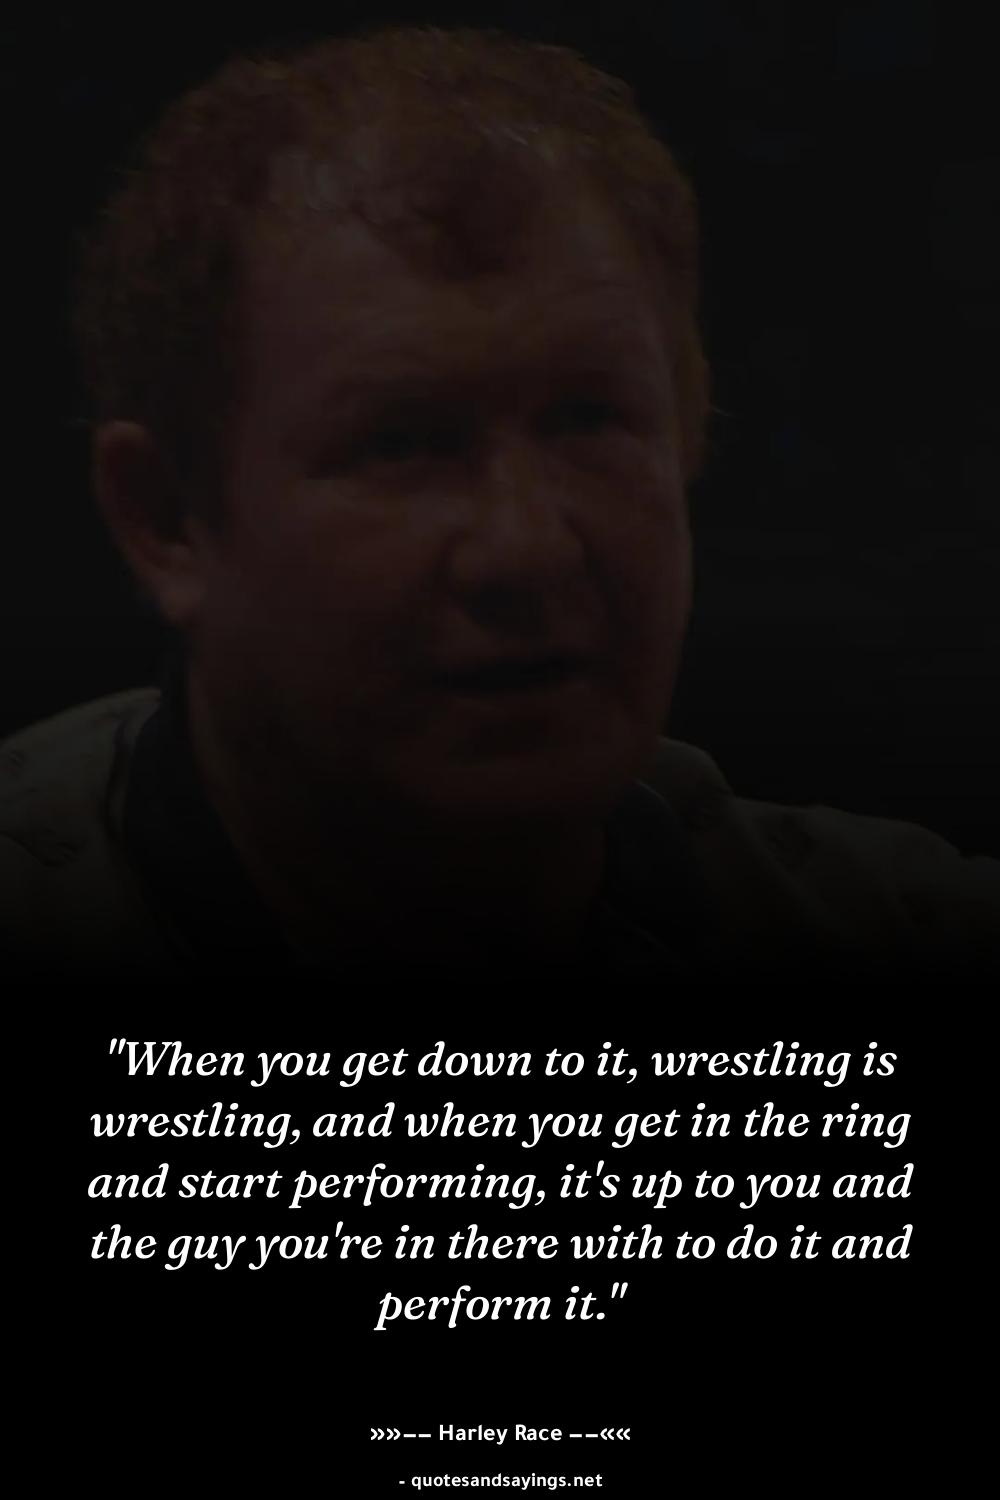 "When you get down to it, wrestling is
wrestling, and when you get in the ring
and start performing, it's up to you and
the guy you're in there with to do it and
perform it."
»»-- Harley Race --««
- quotesandsayings.net